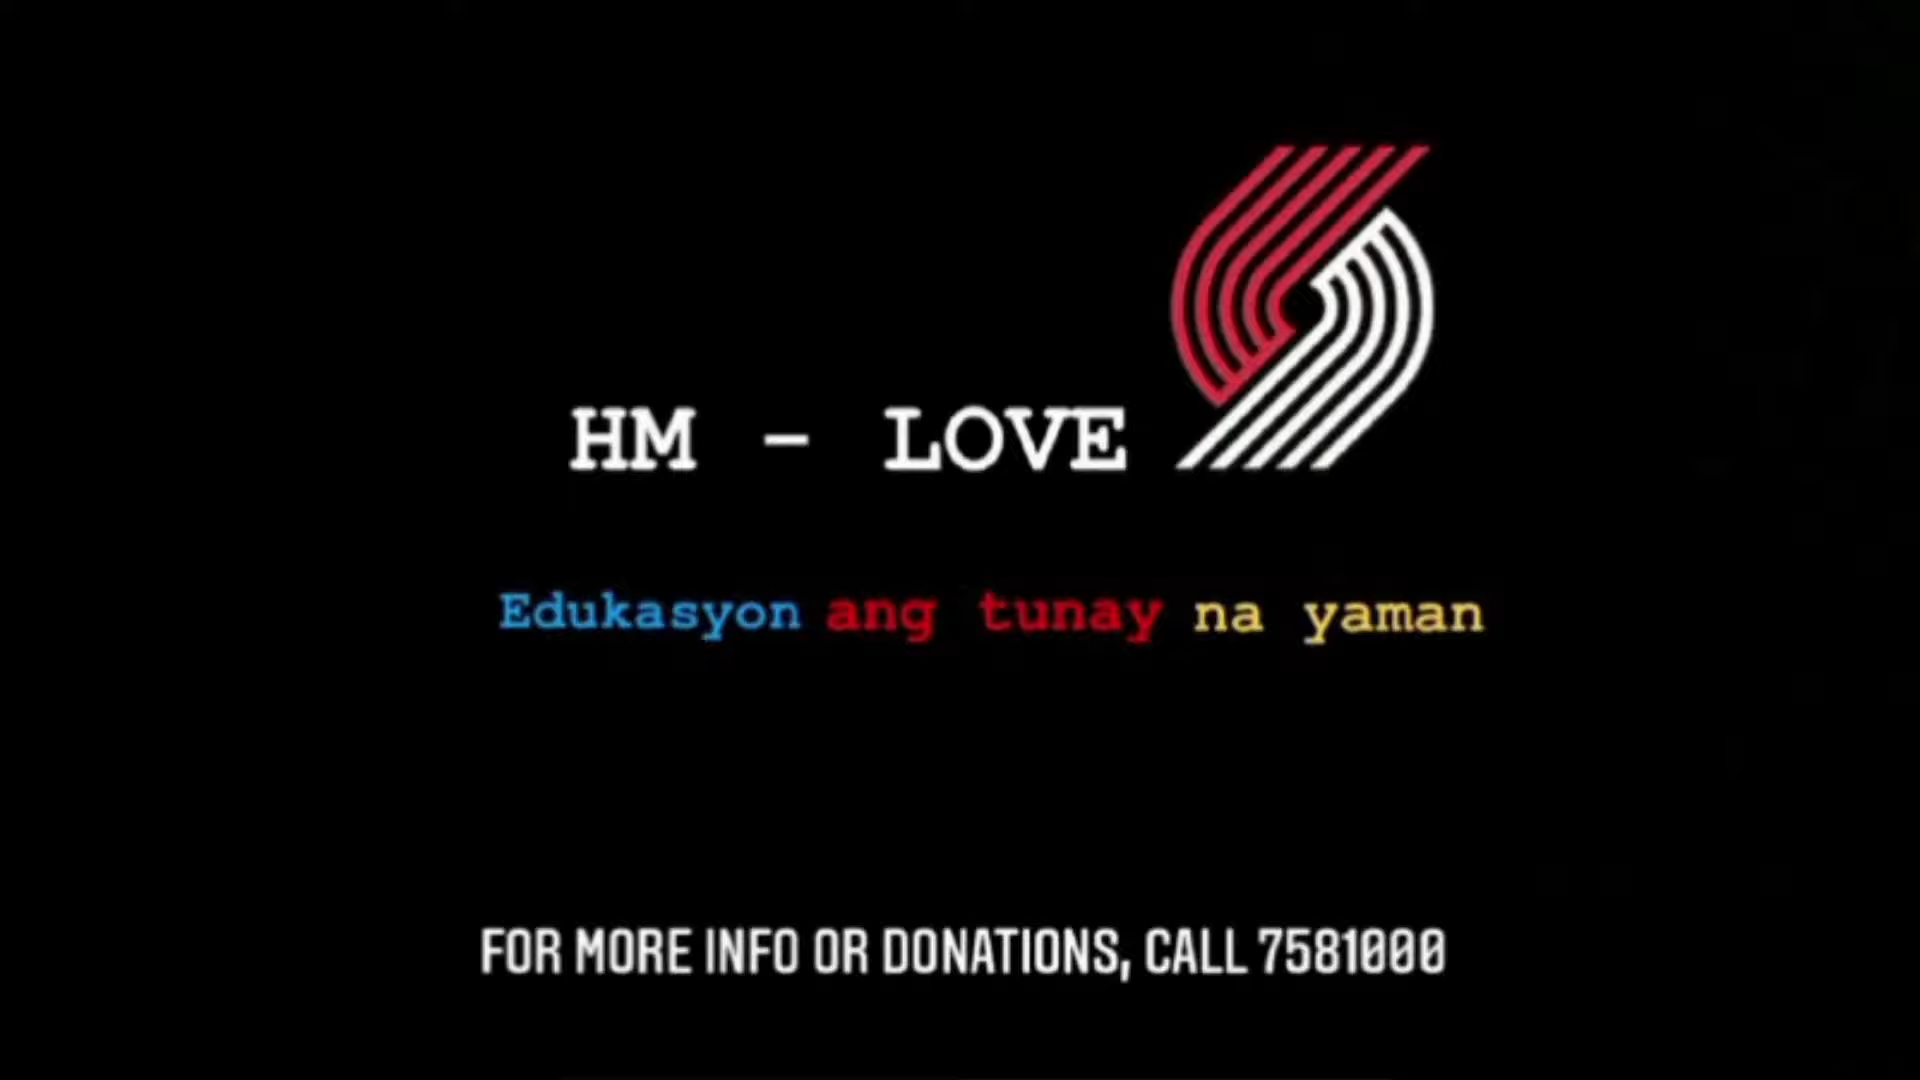 HM - LOVE
Edukasyon ang tunay na yaman
FOR MORE INFO OR DONATIONS, CALL 7581000